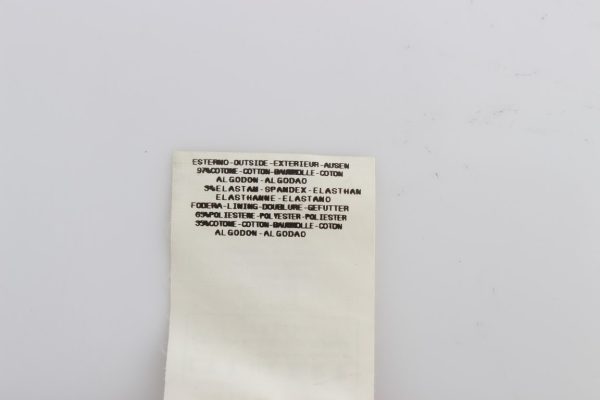 ESTERNO-OUTSIDE-EXTERIEUR-AUSEN
97%COTONE-COTTON-BAUMWOLLE-COTON
ALGODON-ALGODAO
3%ELASTAN-SPANDEX-ELASTHAN
ELASTHANNE-ELASTANO
FODERA-LINING-DOUBLURE-GEFUTTER
65%POLIESTERE-POLYESTER-POLIESTER
35%COTONE-COTTON-BAUMWOLLE-COTON
ALGODON-ALGODAO